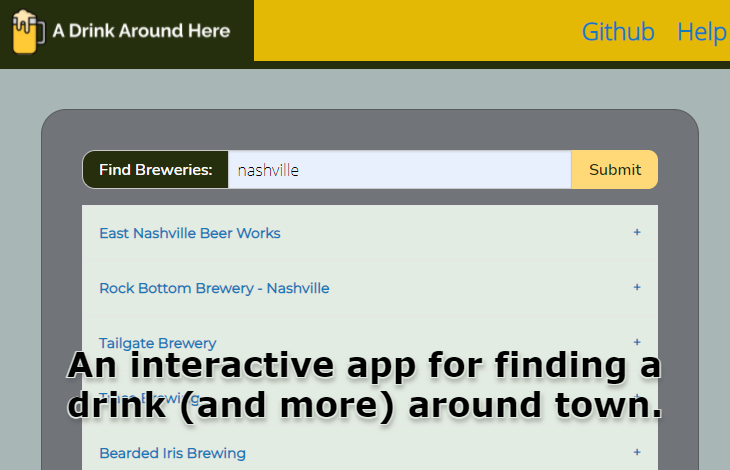 A Drink Around Here
Github Help
Find Breweries: nashville Submit
East Nashville Beer Works +
Rock Bottom Brewery - Nashville +
Tailgate Brewery +
An interactive app for finding a
drink (and more) around town.
Brewing +
Bearded Iris Brewing +